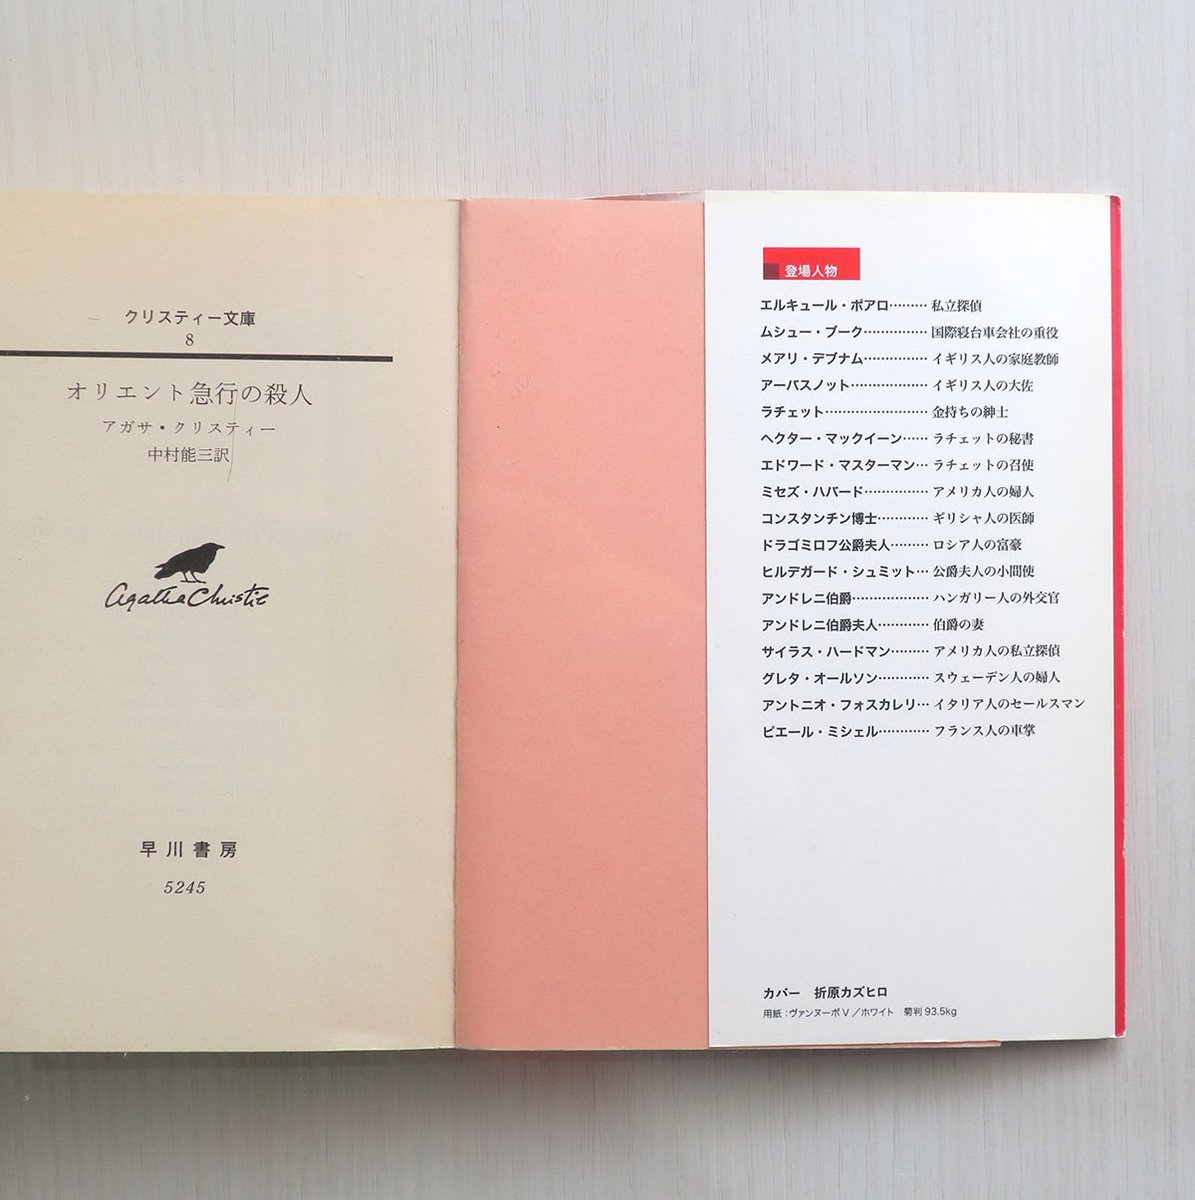 クリスティー文庫
8
オリエント急行の殺人
アガサ・クリスティー
中村能三訳
Agatha Christie
早川書房
5245
登場人物
エルキュール・ポアロ………私立探偵
ムシュー・ブーク……………国際寝台車会社の重役
メアリ・デブナム……………イギリス人の家庭教師
アーバスノット………………イギリス人の大佐
ラチェット……………………金持ちの紳士
ヘクター・マックイーン……ラチェットの秘書
エドワード・マスターマン…ラチェットの召使
ミセズ・ハバード……………アメリカ人の婦人
コンスタンチン博士…………ギリシャ人の医師
ドラゴミロフ公爵夫人………ロシア人の富豪
ヒルデガード・シュミット…公爵夫人の小間使
アンドレニ伯爵………………ハンガリー人の外交官
アンドレニ伯爵夫人…………伯爵の妻
サイラス・ハードマン………アメリカ人の私立探偵
グレタ・オールソン…………スウェーデン人の婦人
アントニオ・フォスカレリ…イタリア人のセールスマン
ピエール・ミシェル…………フランス人の車掌
カバー　折原カズヒロ
用紙：ヴァンヌーボV／ホワイト　菊判 93.5kg